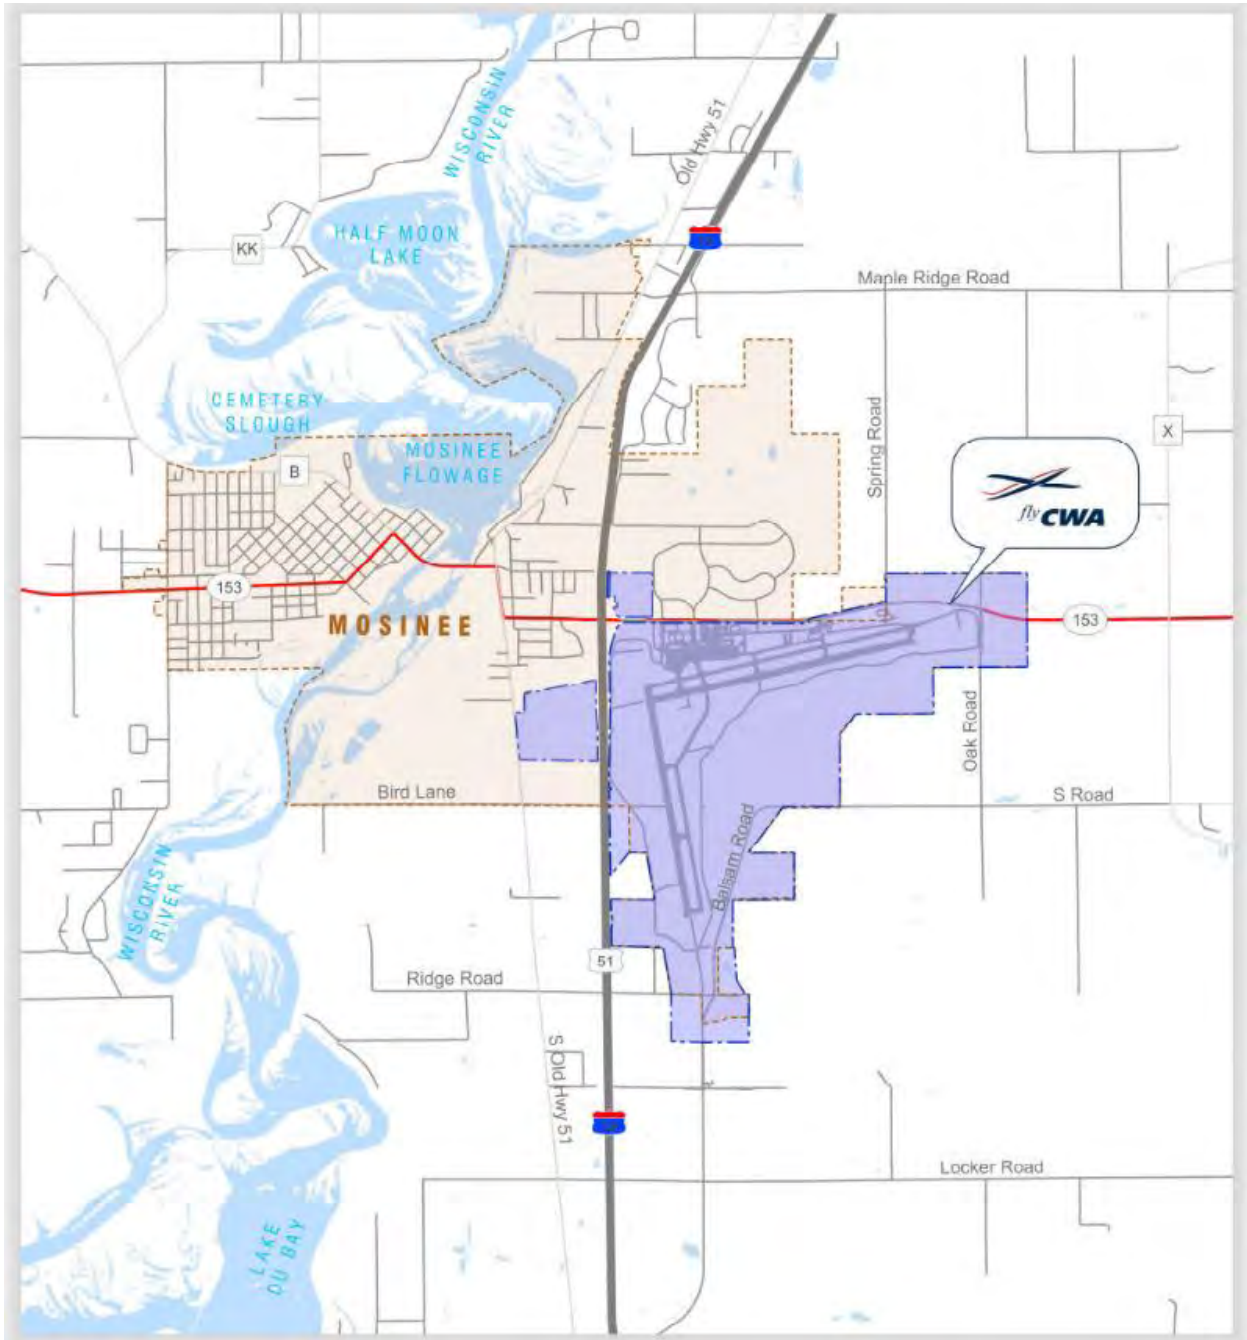 WISCONSIN
RIVER
Old Hwy 51
HALF MOON
LAKE
KK
Maple Ridge Road
CEMETERY
SLOUGH
MOSINEE
FLOWAGE
B
X
Spring Road
fly CWA
153
MOSINEE
153
Oak Road
Bird Lane
S Road
Balsam Road
WISCONSIN
RIVER
51
Ridge Road
S Old Hwy 51
Locker Road
LAKE
DU BAY